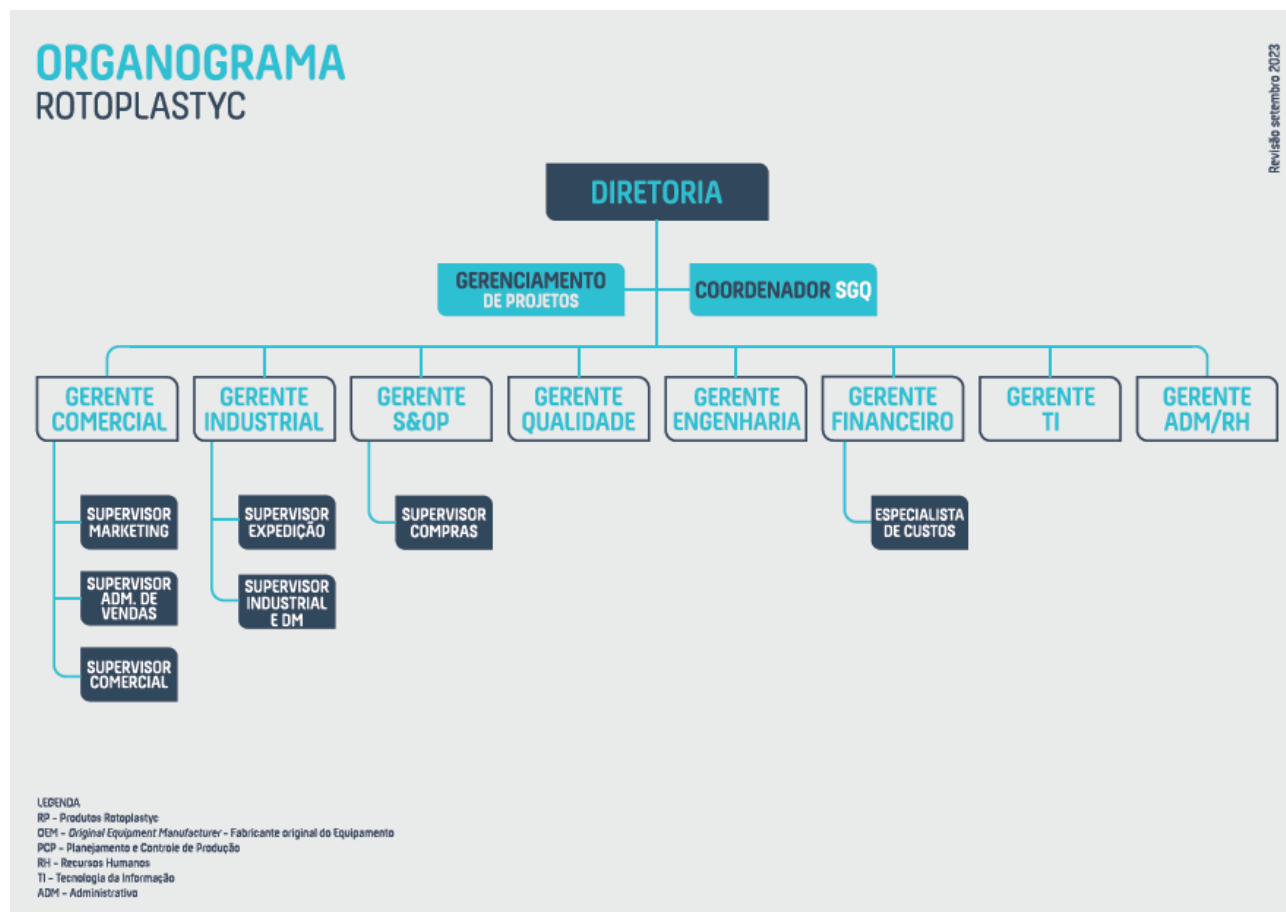 ORGANOGRAMA
ROTOPLASTYC
Revisão setembro 2023
DIRETORIA
GERENCIAMENTO
DE PROJETOS
COORDENADOR SGQ
GERENTE
COMERCIAL
GERENTE
INDUSTRIAL
GERENTE
S&OP
GERENTE
QUALIDADE
GERENTE
ENGENHARIA
GERENTE
FINANCEIRO
GERENTE
TI
GERENTE
ADM/RH
SUPERVISOR
MARKETING
SUPERVISOR
ADM. DE
VENDAS
SUPERVISOR
COMERCIAL
SUPERVISOR
EXPEDIÇÃO
SUPERVISOR
INDUSTRIAL
E DM
SUPERVISOR
COMPRAS
ESPECIALISTA
DE CUSTOS
LEGENDA
RP – Produtos Rotoplastyc
OEM – Original Equipment Manufacturer – Fabricante original do Equipamento
PCP – Planejamento e Controle de Produção
RH – Recursos Humanos
TI – Tecnologia da Informação
ADM – Administrativo